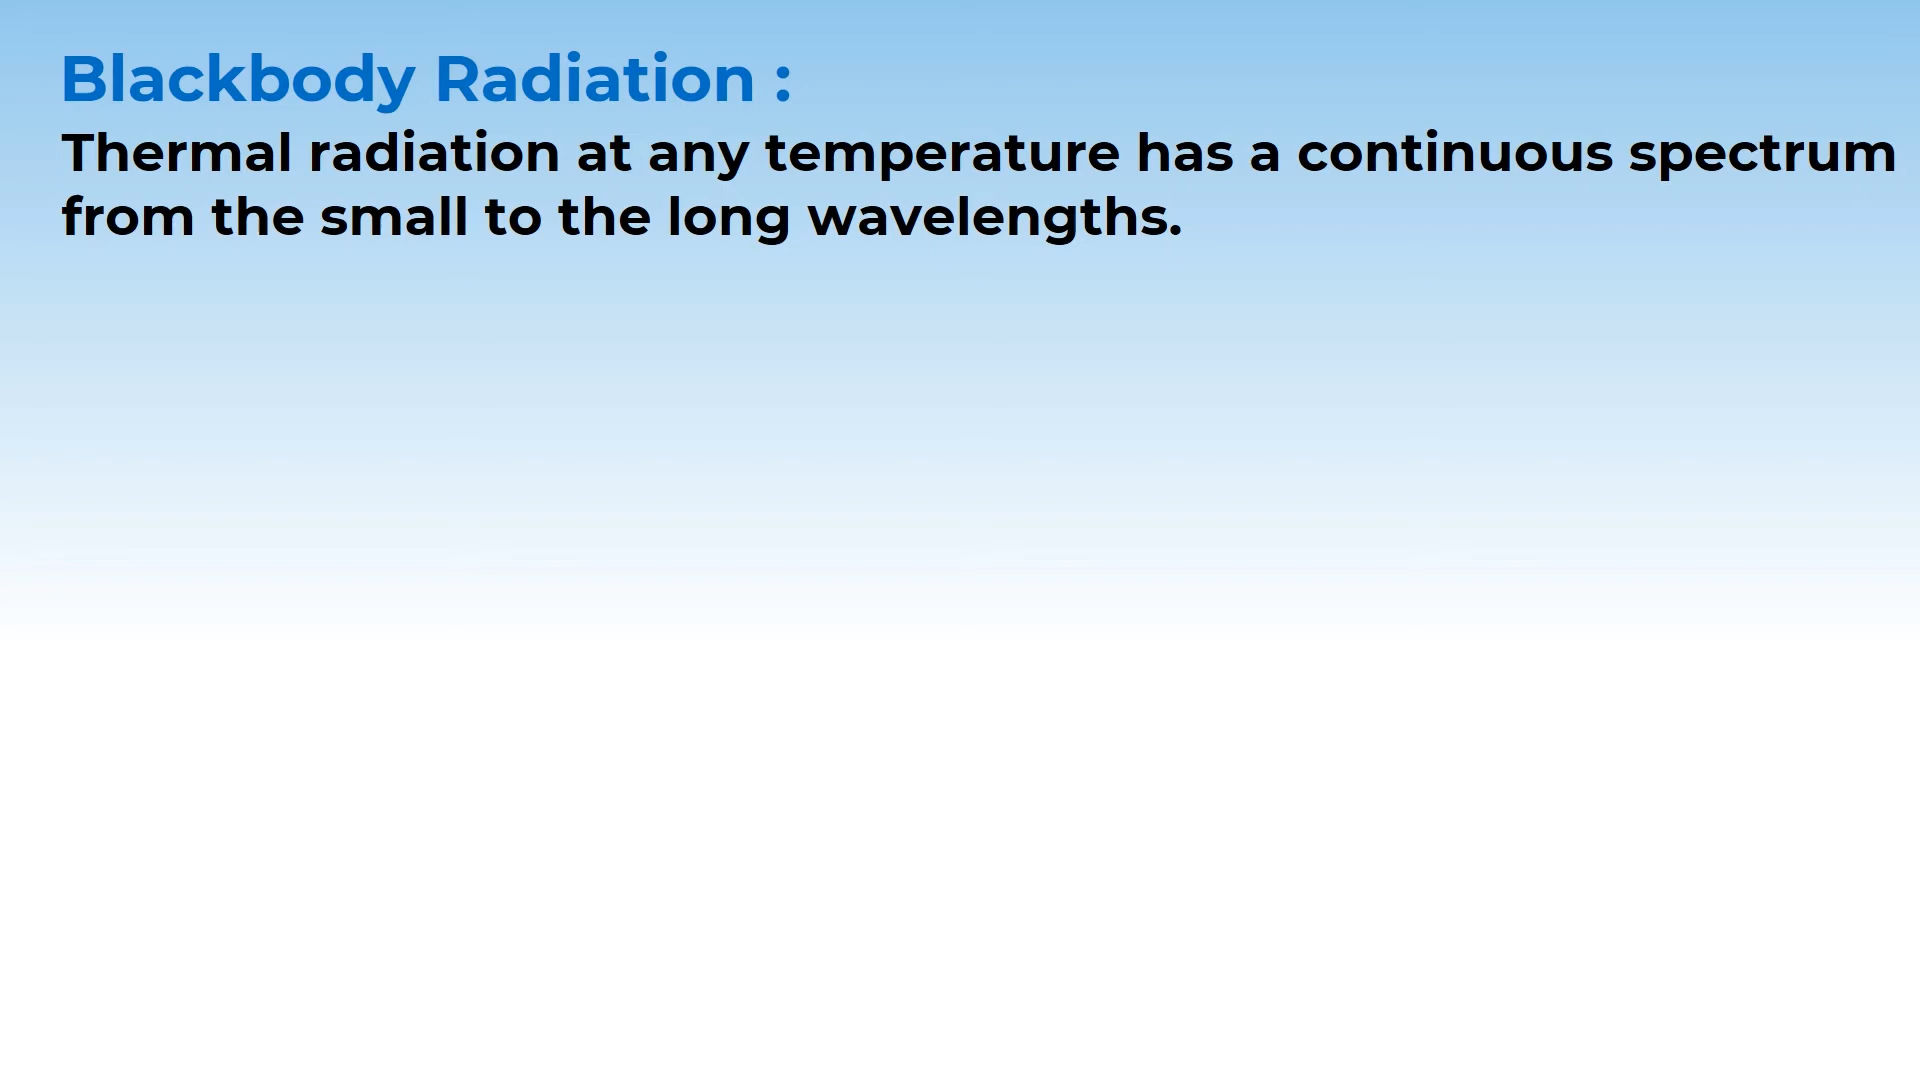 Blackbody Radiation :
Thermal radiation at any temperature has a continuous spectrum
from the small to the long wavelengths.